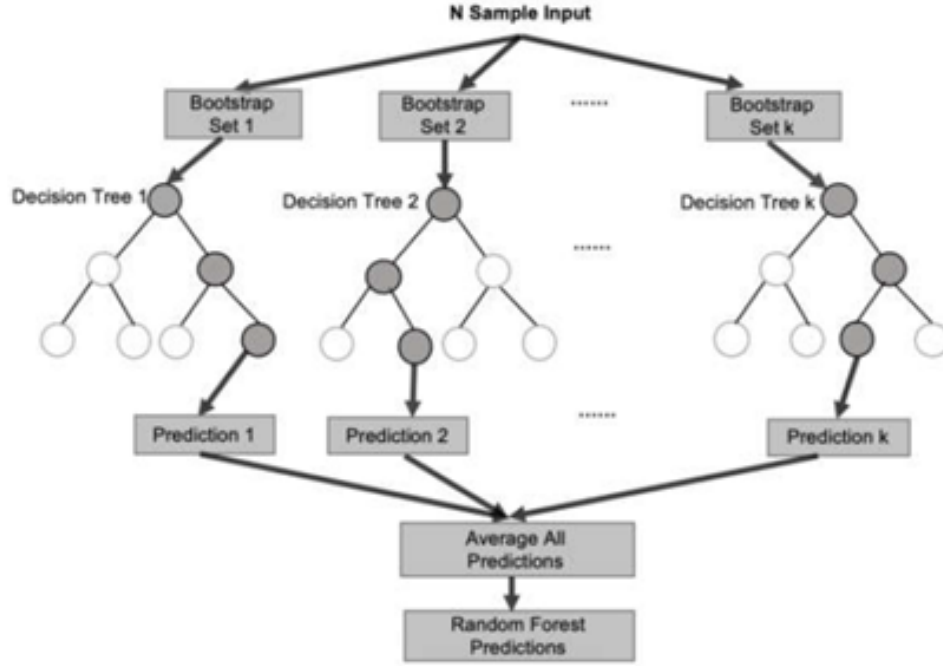 N Sample Input
Bootstrap
Set 1
Bootstrap
Set 2
......
Bootstrap
Set k
Decision Tree 1
Decision Tree 2
Decision Tree k
......
Prediction 1
Prediction 2
......
Prediction k
Average All
Predictions
Random Forest
Predictions